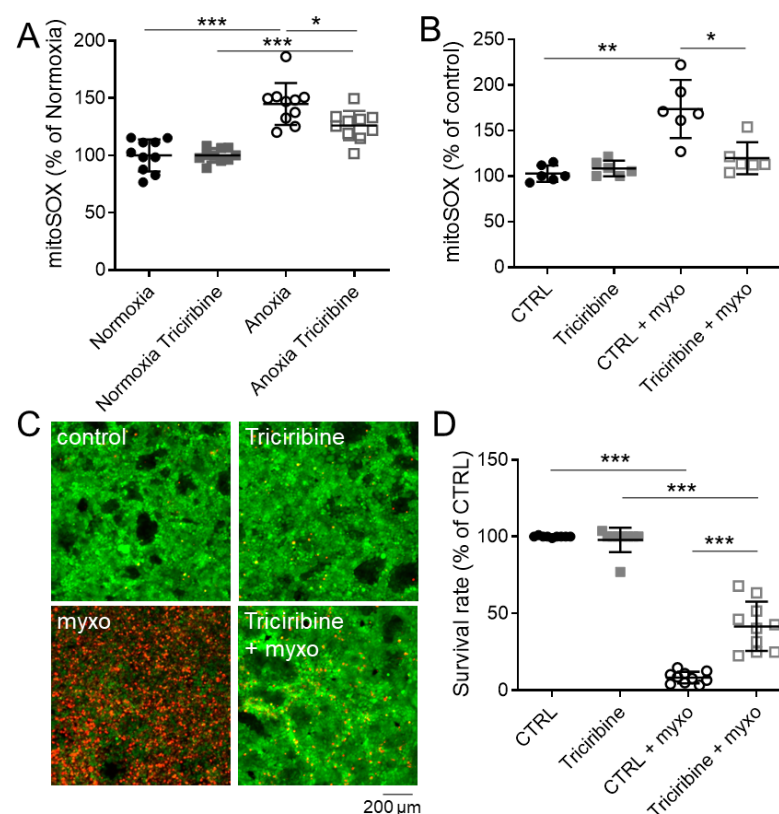 A
mitoSOX (% of Normoxia)
200
150
100
50
0
***
*
***
Normoxia
Normoxia Triciribine
Anoxia
Anoxia Triciribine
B
mitoSOX (% of control)
250
200
150
100
50
0
**
*
CTRL
Triciribine
CTRL + myxo
Triciribine + myxo
C
control
Triciribine
myxo
Triciribine
+ myxo
200 µm
D
Survival rate (% of CTRL)
150
100
50
0
***
***
***
CTRL
Triciribine
CTRL + myxo
Triciribine + myxo